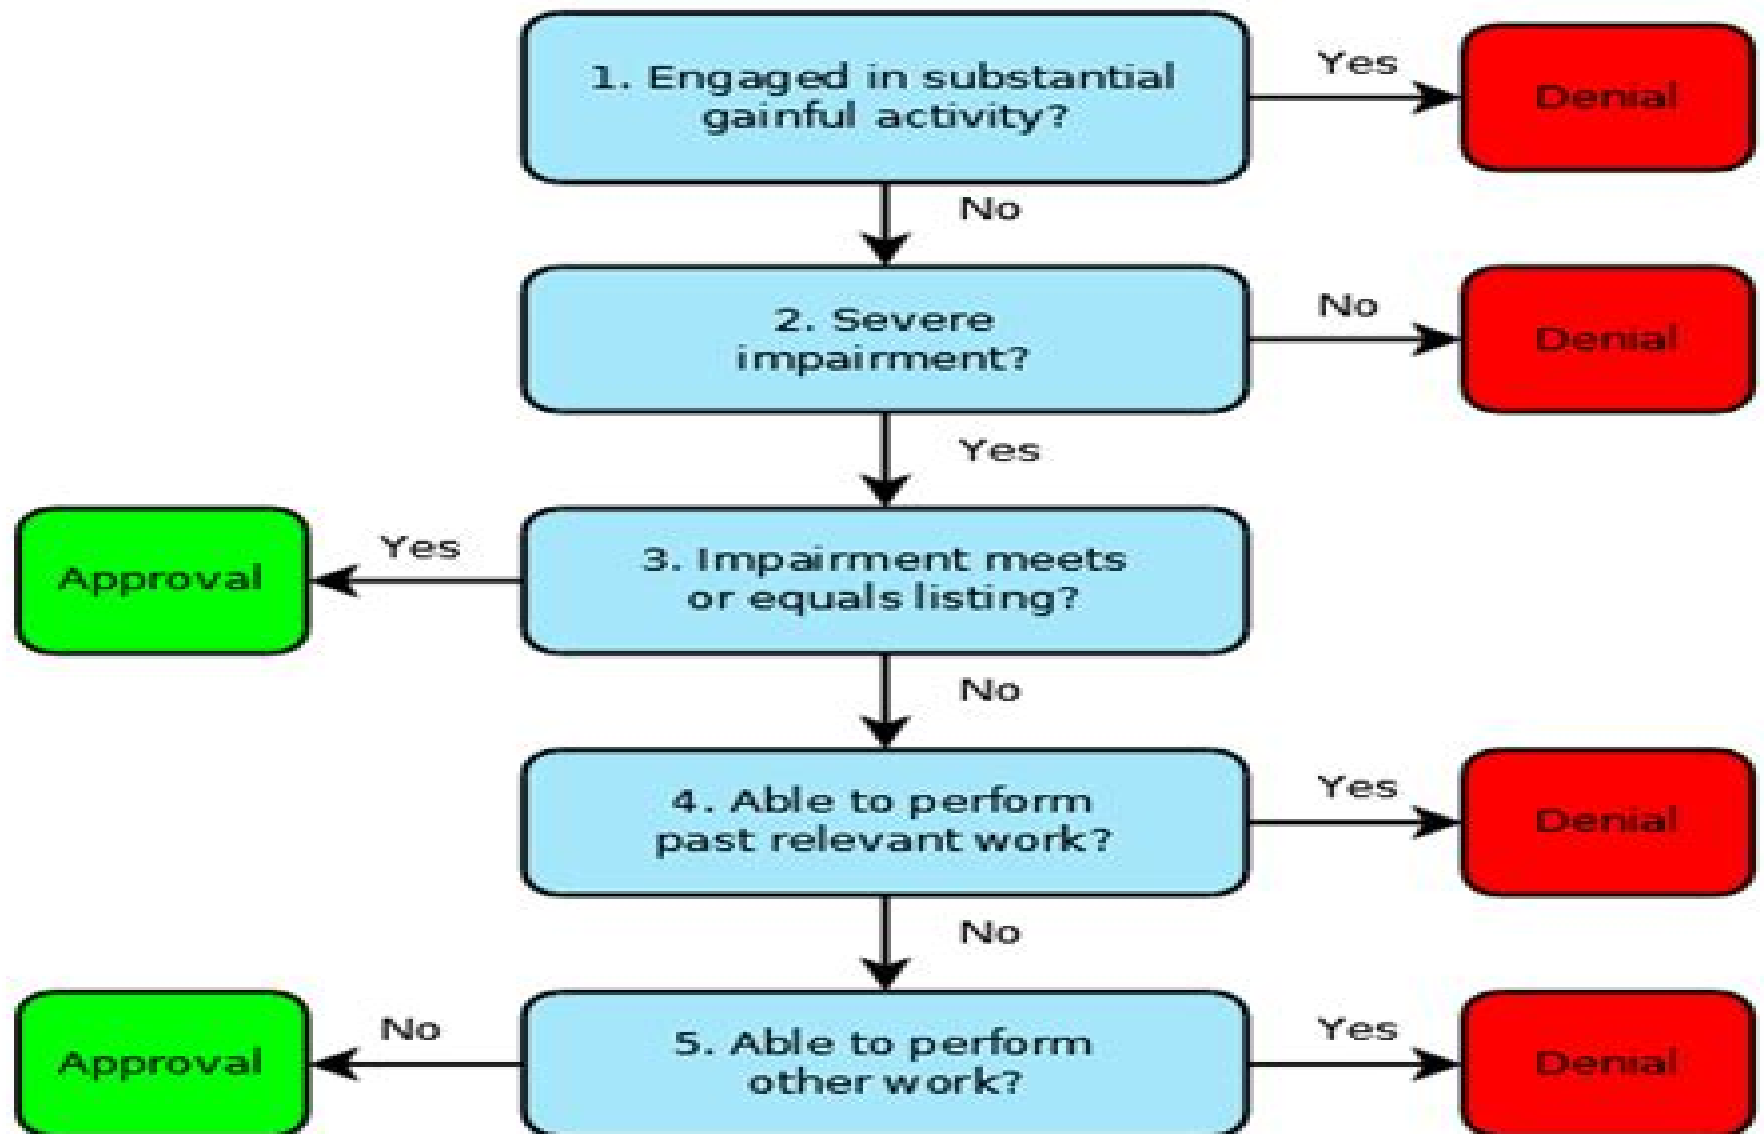 1. Engaged in substantial
gainful activity?
Yes
Denial
No
2. Severe
impairment?
No
Denial
Yes
Approval
Yes
3. Impairment meets
or equals listing?
No
4. Able to perform
past relevant work?
Yes
Denial
No
Approval
No
5. Able to perform
other work?
Yes
Denial